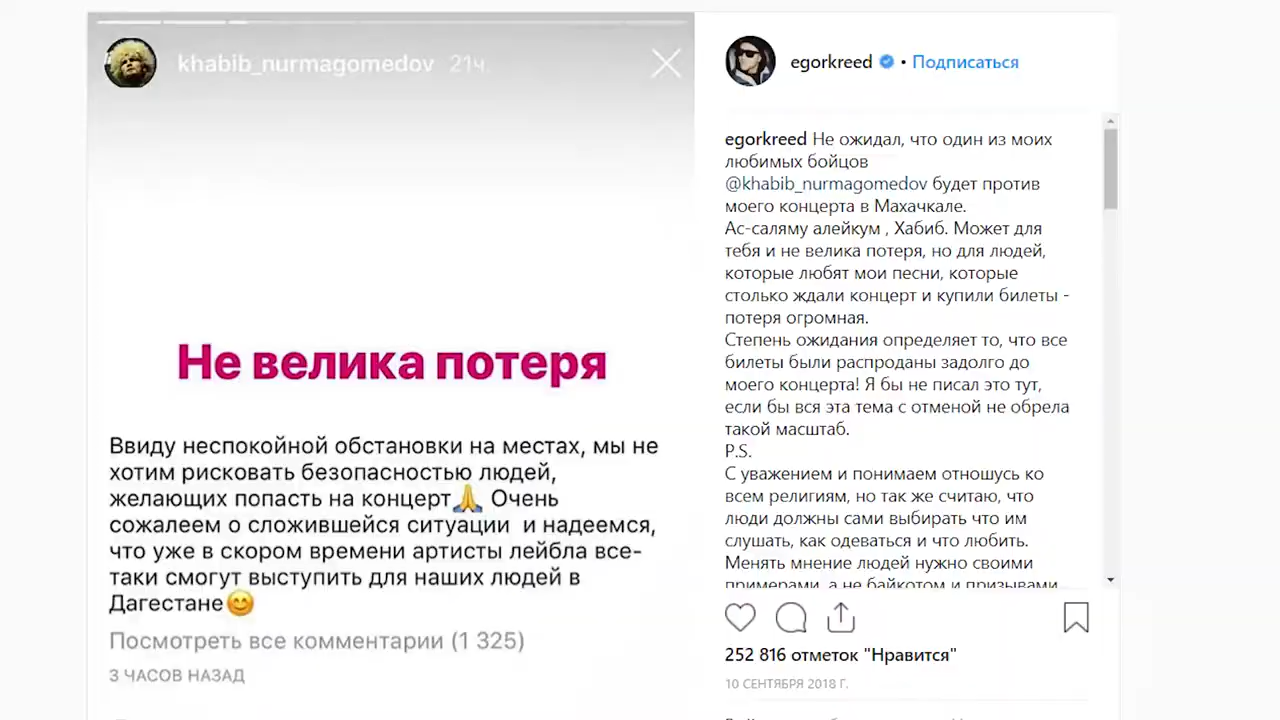 khabib_nurmagomedov 21ч.
Не велика потеря
Ввиду неспокойной обстановки на местах, мы не
хотим рисковать безопасностью людей,
желающих попасть на концерт🙏 Очень
сожалеем о сложившейся ситуации и надеемся,
что уже в скором времени артисты лейбла все-
таки смогут выступить для наших людей в
Дагестане😊
Посмотреть все комментарии (1 325)
3 ЧАСОВ НАЗАД
egorkreed • Подписаться
egorkreed Не ожидал, что один из моих
любимых бойцов
@khabib_nurmagomedov будет против
моего концерта в Махачкале.
Ас-саляму алейкум , Хабиб. Может для
тебя и не велика потеря, но для людей,
которые любят мои песни, которые
столько ждали концерт и купили билеты -
потеря огромная.
Степень ожидания определяет то, что все
билеты были распроданы задолго до
моего концерта! Я бы не писал это тут,
если бы вся эта тема с отменой не обрела
такой масштаб.
P.S.
С уважением и понимаем отношусь ко
всем религиям, но так же считаю, что
люди должны сами выбирать что им
слушать, как одеваться и что любить.
Менять мнение людей нужно своими
примерами, а не байкотом и призывами
252 816 отметок "Нравится"
10 СЕНТЯБРЯ 2018 Г.